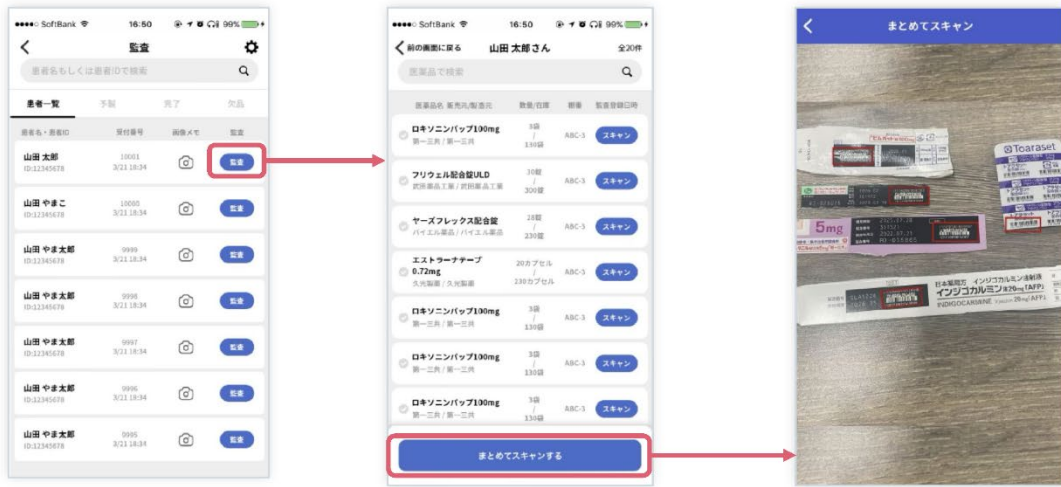 SoftBank 16:50 99%
監査
患者名もしくは患者IDで検索
患者一覧 予製 完了 欠品
患者名・患者ID 受付番号 画像メモ 監査
山田 太郎 10001 監査
ID:12345678 3/21 18:34
山田 やまこ 10000 監査
ID:12345678 3/21 18:34
山田 やま太郎 9999 監査
ID:12345678 3/21 18:34
山田 やま太郎 9998 監査
ID:12345678 3/21 18:34
山田 やま太郎 9997 監査
ID:12345678 3/21 18:34
山田 やま太郎 9996 監査
ID:12345678 3/21 18:34
山田 やま太郎 9995 監査
ID:12345678 3/21 18:34
SoftBank 16:50 99%
前の画面に戻る 山田 太郎さん 全20件
医薬品で検索
医薬品名 販売元/製造元 数量/在庫 棚番 監査登録日時
ロキソニンパップ100mg 3袋 / 130袋 ABC-3 スキャン
第一三共 / 第一三共
フリウェル配合錠ULD 30錠 / 300錠 ABC-3 スキャン
武田薬品工業 / 武田薬品工業
ヤーズフレックス配合錠 28錠 / 230錠 ABC-3 スキャン
バイエル薬品 / バイエル薬品
エストラーナテープ 20カプセル / 230カプセル ABC-3 スキャン
0.72mg
久光製薬 / 久光製薬
ロキソニンパップ100mg 3袋 / 130袋 ABC-3 スキャン
第一三共 / 第一三共
ロキソニンパップ100mg 3袋 / 130袋 ABC-3 スキャン
第一三共 / 第一三共
ロキソニンパップ100mg 3袋 / 130袋 ABC-3 スキャン
第一三共 / 第一三共
まとめてスキャンする
まとめてスキャン
Toaraset
5mg
日本薬局方 インジゴカルミン注射液
インジゴカルミン注20mg「AFP」
INDIGOCARMINE